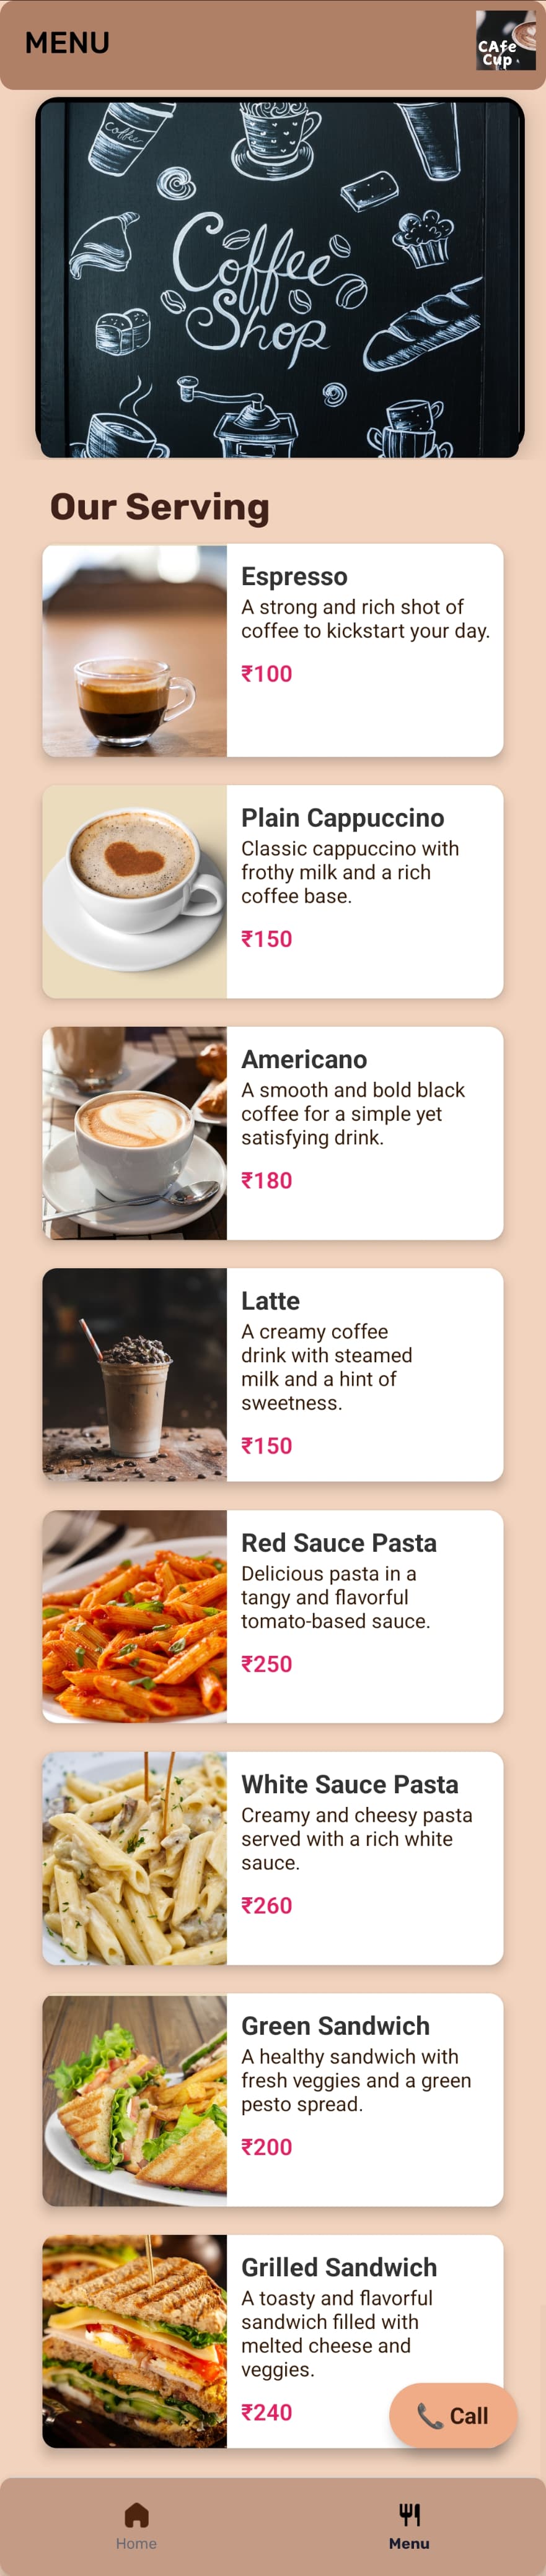 MENU
CAfe
Cup
Coffee
Coffee
Shop
Our Serving
Espresso
A strong and rich shot of
coffee to kickstart your day.
₹100
Plain Cappuccino
Classic cappuccino with
frothy milk and a rich
coffee base.
₹150
Americano
A smooth and bold black
coffee for a simple yet
satisfying drink.
₹180
Latte
A creamy coffee
drink with steamed
milk and a hint of
sweetness.
₹150
Red Sauce Pasta
Delicious pasta in a
tangy and flavorful
tomato-based sauce.
₹250
White Sauce Pasta
Creamy and cheesy pasta
served with a rich white
sauce.
₹260
Green Sandwich
A healthy sandwich with
fresh veggies and a green
pesto spread.
₹200
Grilled Sandwich
A toasty and flavorful
sandwich filled with
melted cheese and
veggies.
₹240
Call
Home
Menu